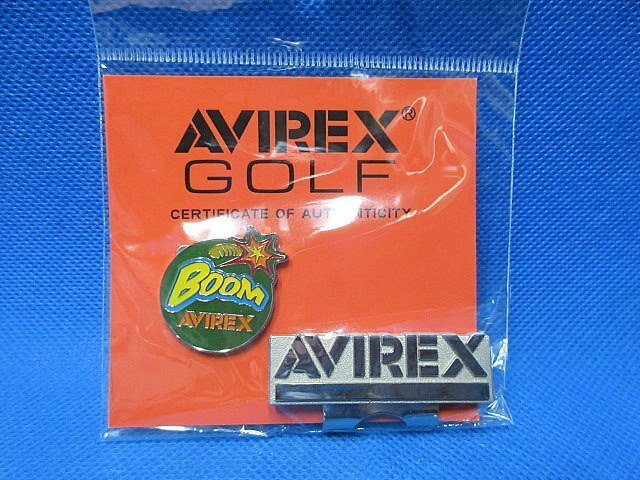 AVIREX®
GOLF
CERTIFICATE OF AUTHENTICITY
BOOM
AVIREX
AVIREX